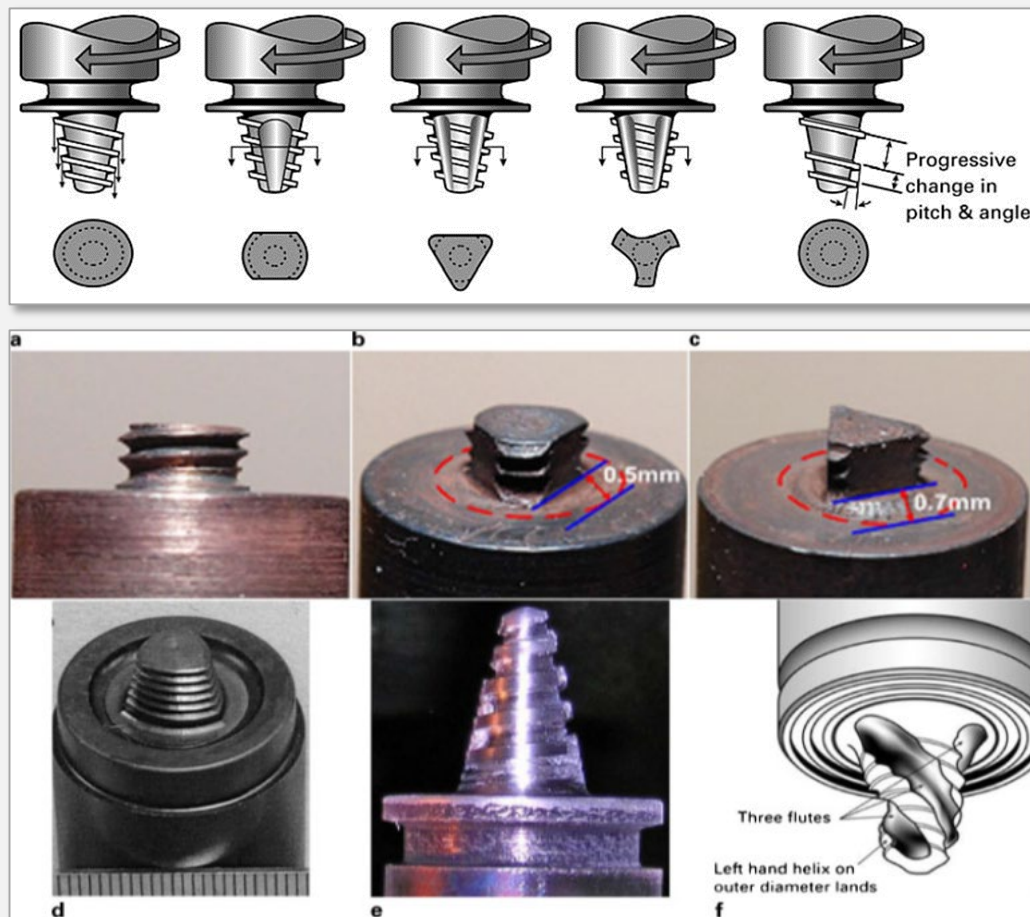 Progressive
change in
pitch & angle
a
b
c
0.5mm
0.7mm
Three flutes
Left hand helix on
outer diameter lands
d
e
f